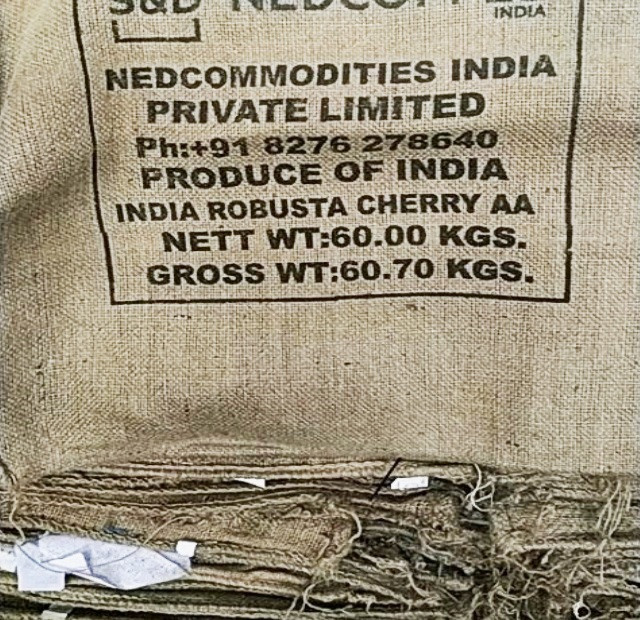 S&D
INDIA
NEDCOMMODITIES INDIA
PRIVATE LIMITED
Ph:+91 8276 278640
PRODUCE OF INDIA
INDIA ROBUSTA CHERRY AA
NETT WT:60.00 KGS.
GROSS WT:60.70 KGS.